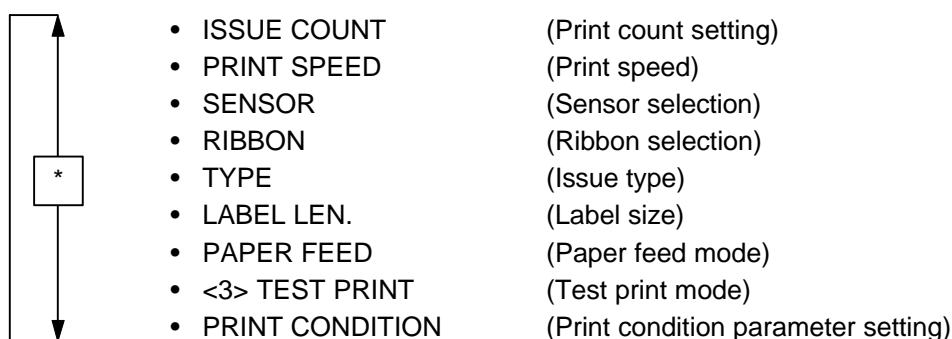 • ISSUE COUNT (Print count setting)
• PRINT SPEED (Print speed)
• SENSOR (Sensor selection)
• RIBBON (Ribbon selection)
* • TYPE (Issue type)
• LABEL LEN. (Label size)
• PAPER FEED (Paper feed mode)
• <3> TEST PRINT (Test print mode)
• PRINT CONDITION (Print condition parameter setting)